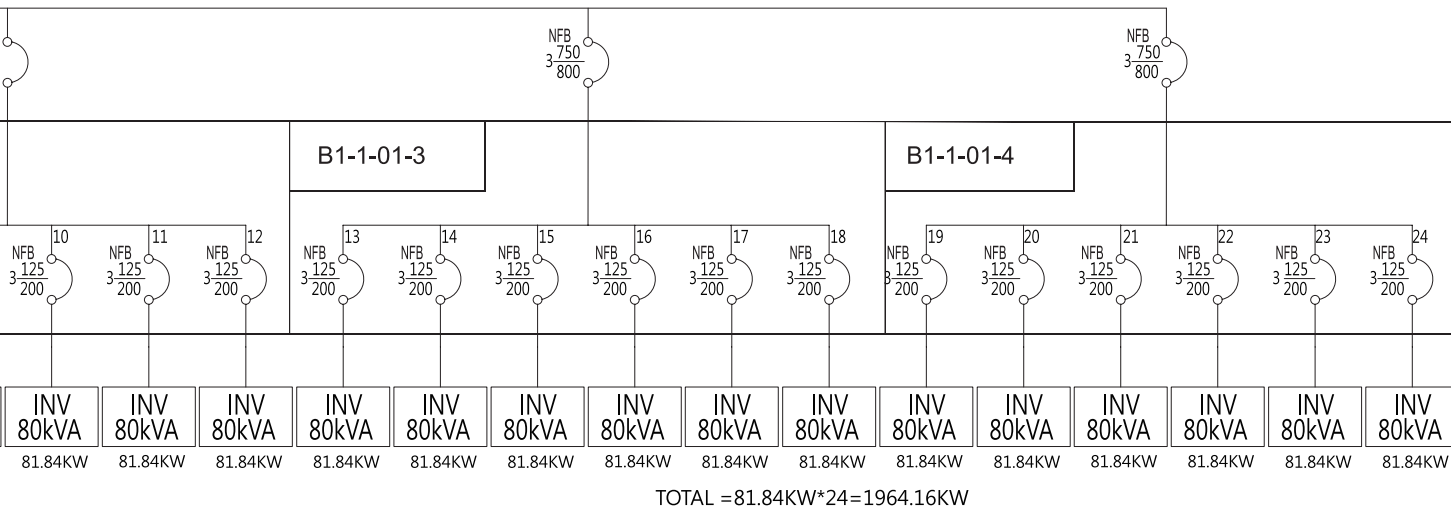 NFB
3 750
800
NFB
3 750
800
B1-1-01-3
B1-1-01-4
10
11
12
13
14
15
16
17
18
19
20
21
22
23
24
NFB
3 125
200
NFB
3 125
200
NFB
3 125
200
NFB
3 125
200
NFB
3 125
200
NFB
3 125
200
NFB
3 125
200
NFB
3 125
200
NFB
3 125
200
NFB
3 125
200
NFB
3 125
200
NFB
3 125
200
NFB
3 125
200
NFB
3 125
200
NFB
3 125
200
INV
80kVA
INV
80kVA
INV
80kVA
INV
80kVA
INV
80kVA
INV
80kVA
INV
80kVA
INV
80kVA
INV
80kVA
INV
80kVA
INV
80kVA
INV
80kVA
INV
80kVA
INV
80kVA
INV
80kVA
81.84KW 81.84KW 81.84KW 81.84KW 81.84KW 81.84KW 81.84KW 81.84KW 81.84KW 81.84KW 81.84KW 81.84KW 81.84KW 81.84KW 81.84KW
TOTAL =81.84KW*24=1964.16KW